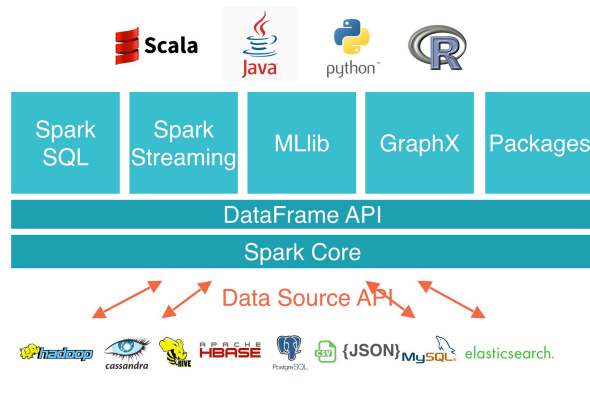 Scala
Java
python™
R
Spark SQL
Spark Streaming
MLlib
GraphX
Packages
DataFrame API
Spark Core
Data Source API
hadoop
cassandra
HIVE
APACHE
HBASE
PostgreSQL
CSV
{JSON}
MySQL®
elasticsearch.